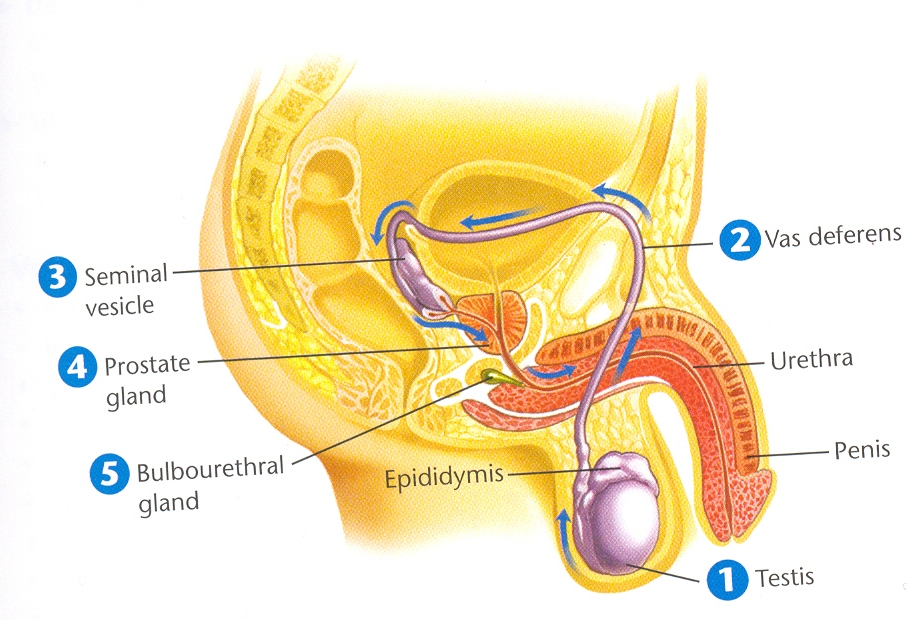 2 Vas deferens
3 Seminal
vesicle
4 Prostate
gland
Urethra
5 Bulbourethral
gland
Epididymis
Penis
1 Testis